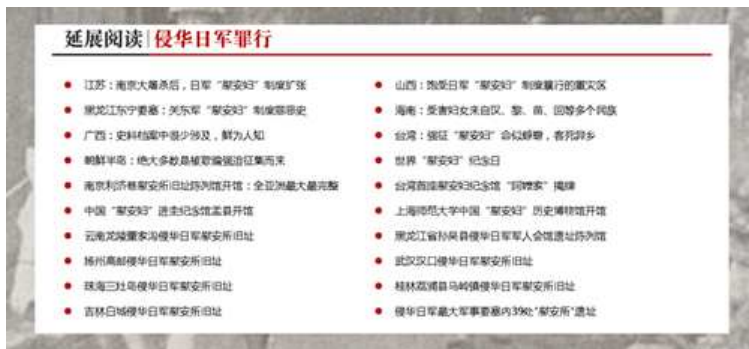 延展阅读|侵华日军罪行
江苏：南京大屠杀后，日军“慰安妇”制度扩张
黑龙江东宁要塞：关东军“慰安妇”制度罪恶史
广西：史料档案中很少涉及，鲜为人知
朝鲜半岛：绝大多数是被欺骗强迫征集而来
南京利济巷慰安所旧址陈列馆开馆：全亚洲最大最完整
中国“慰安妇”进圭纪念馆盂县开馆
云南龙陵董家沟侵华日军慰安所旧址
扬州高邮侵华日军慰安所旧址
珠海三灶岛侵华日军慰安所旧址
吉林白城侵华日军慰安所旧址
山西：饱受日军“慰安妇”制度暴行的重灾区
海南：受害妇女来自汉、黎、苗、回等多个民族
台湾：强征“慰安妇”合似蜉蝣，客死异乡
世界“慰安妇”纪念日
台湾首座慰安妇纪念馆“阿嬷家”揭牌
上海师范大学中国“慰安妇”历史博物馆开馆
黑龙江省孙吴县侵华日军军人会馆遗址陈列馆
武汉汉口侵华日军慰安所旧址
桂林荔浦县马岭镇侵华日军慰安所旧址
侵华日军最大军事要塞内39处“慰安所”遗址